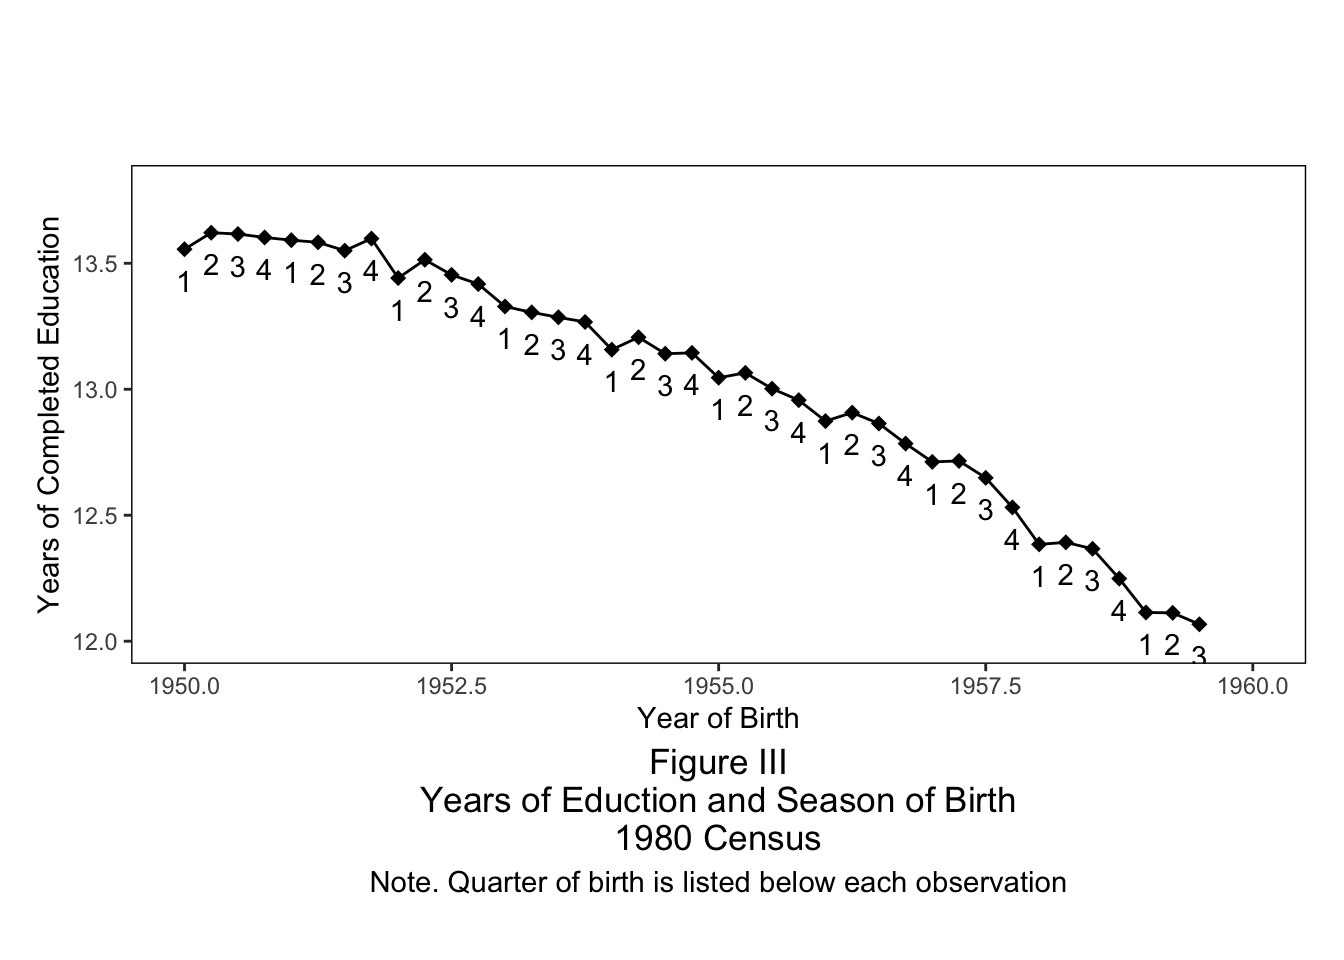 Years of Completed Education
13.5
13.0
12.5
12.0
1 2 3 4 1 2 3 4 1 2 3 4 1 2 3 4 1 2 3 4 1 2 3 4 1 2 3 4 1 2 3 4 1 2 3 4 1 2 3
1950.0 1952.5 1955.0 1957.5 1960.0
Year of Birth
Figure III
Years of Eduction and Season of Birth
1980 Census
Note. Quarter of birth is listed below each observation